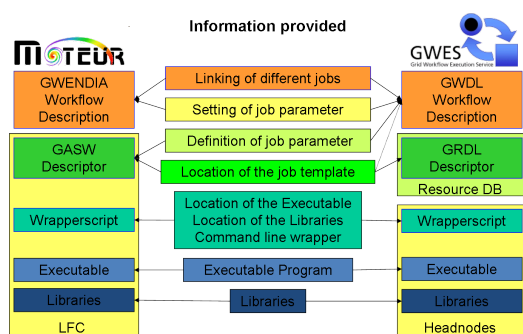 Information provided
MOTEUR
GWES
Grid Workflow Execution Service
GWENDIA
Workflow
Description
Linking of different jobs
Setting of job parameter
GWDL
Workflow
Description
GASW
Descriptor
Definition of job parameter
Location of the job template
GRDL
Descriptor
Resource DB
Wrapperscript
Location of the Executable
Location of the Libraries
Command line wrapper
Wrapperscript
Executable
Executable Program
Executable
Libraries
Libraries
Libraries
LFC
Headnodes